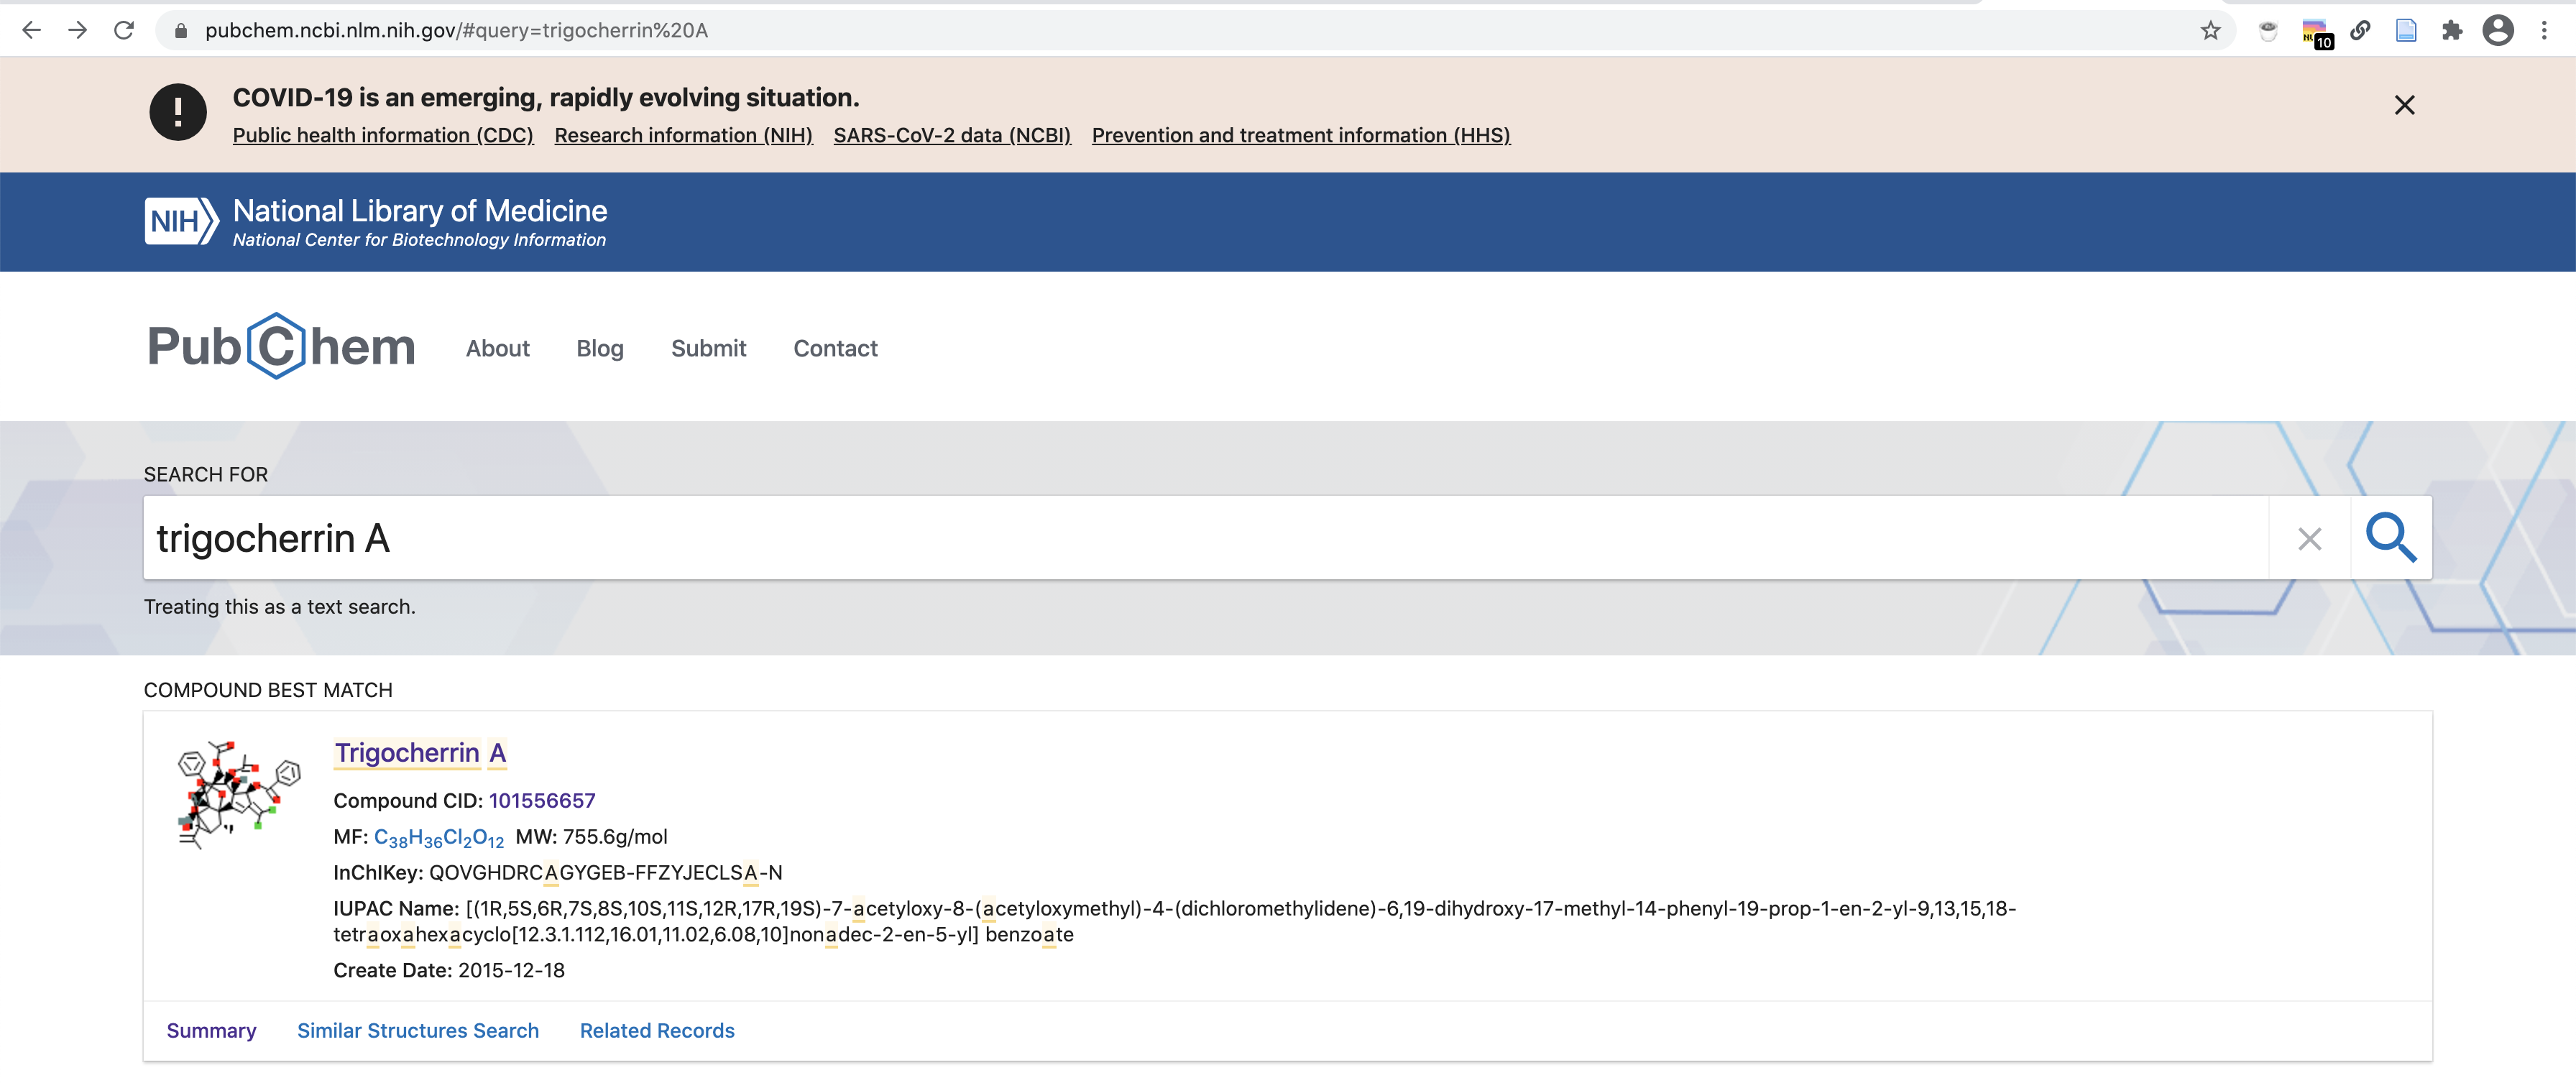 pubchem.ncbi.nlm.nih.gov/#query=trigocherrin%20A
10
COVID-19 is an emerging, rapidly evolving situation.
Public health information (CDC) Research information (NIH) SARS-CoV-2 data (NCBI) Prevention and treatment information (HHS)
NIH National Library of Medicine
National Center for Biotechnology Information
PubChem About Blog Submit Contact
SEARCH FOR
trigocherrin A
Treating this as a text search.
COMPOUND BEST MATCH
Trigocherrin A
Compound CID: 101556657
MF: C38H36Cl2O12 MW: 755.6g/mol
InChIKey: QOVGHDRCAGYGEB-FFZYJECLSA-N
IUPAC Name: [(1R,5S,6R,7S,8S,10S,11S,12R,17R,19S)-7-acetyloxy-8-(acetyloxymethyl)-4-(dichloromethylidene)-6,19-dihydroxy-17-methyl-14-phenyl-19-prop-1-en-2-yl-9,13,15,18-
tetraoxahexacyclo[12.3.1.112,16.01,11.02,6.08,10]nonadec-2-en-5-yl] benzoate
Create Date: 2015-12-18
Summary Similar Structures Search Related Records